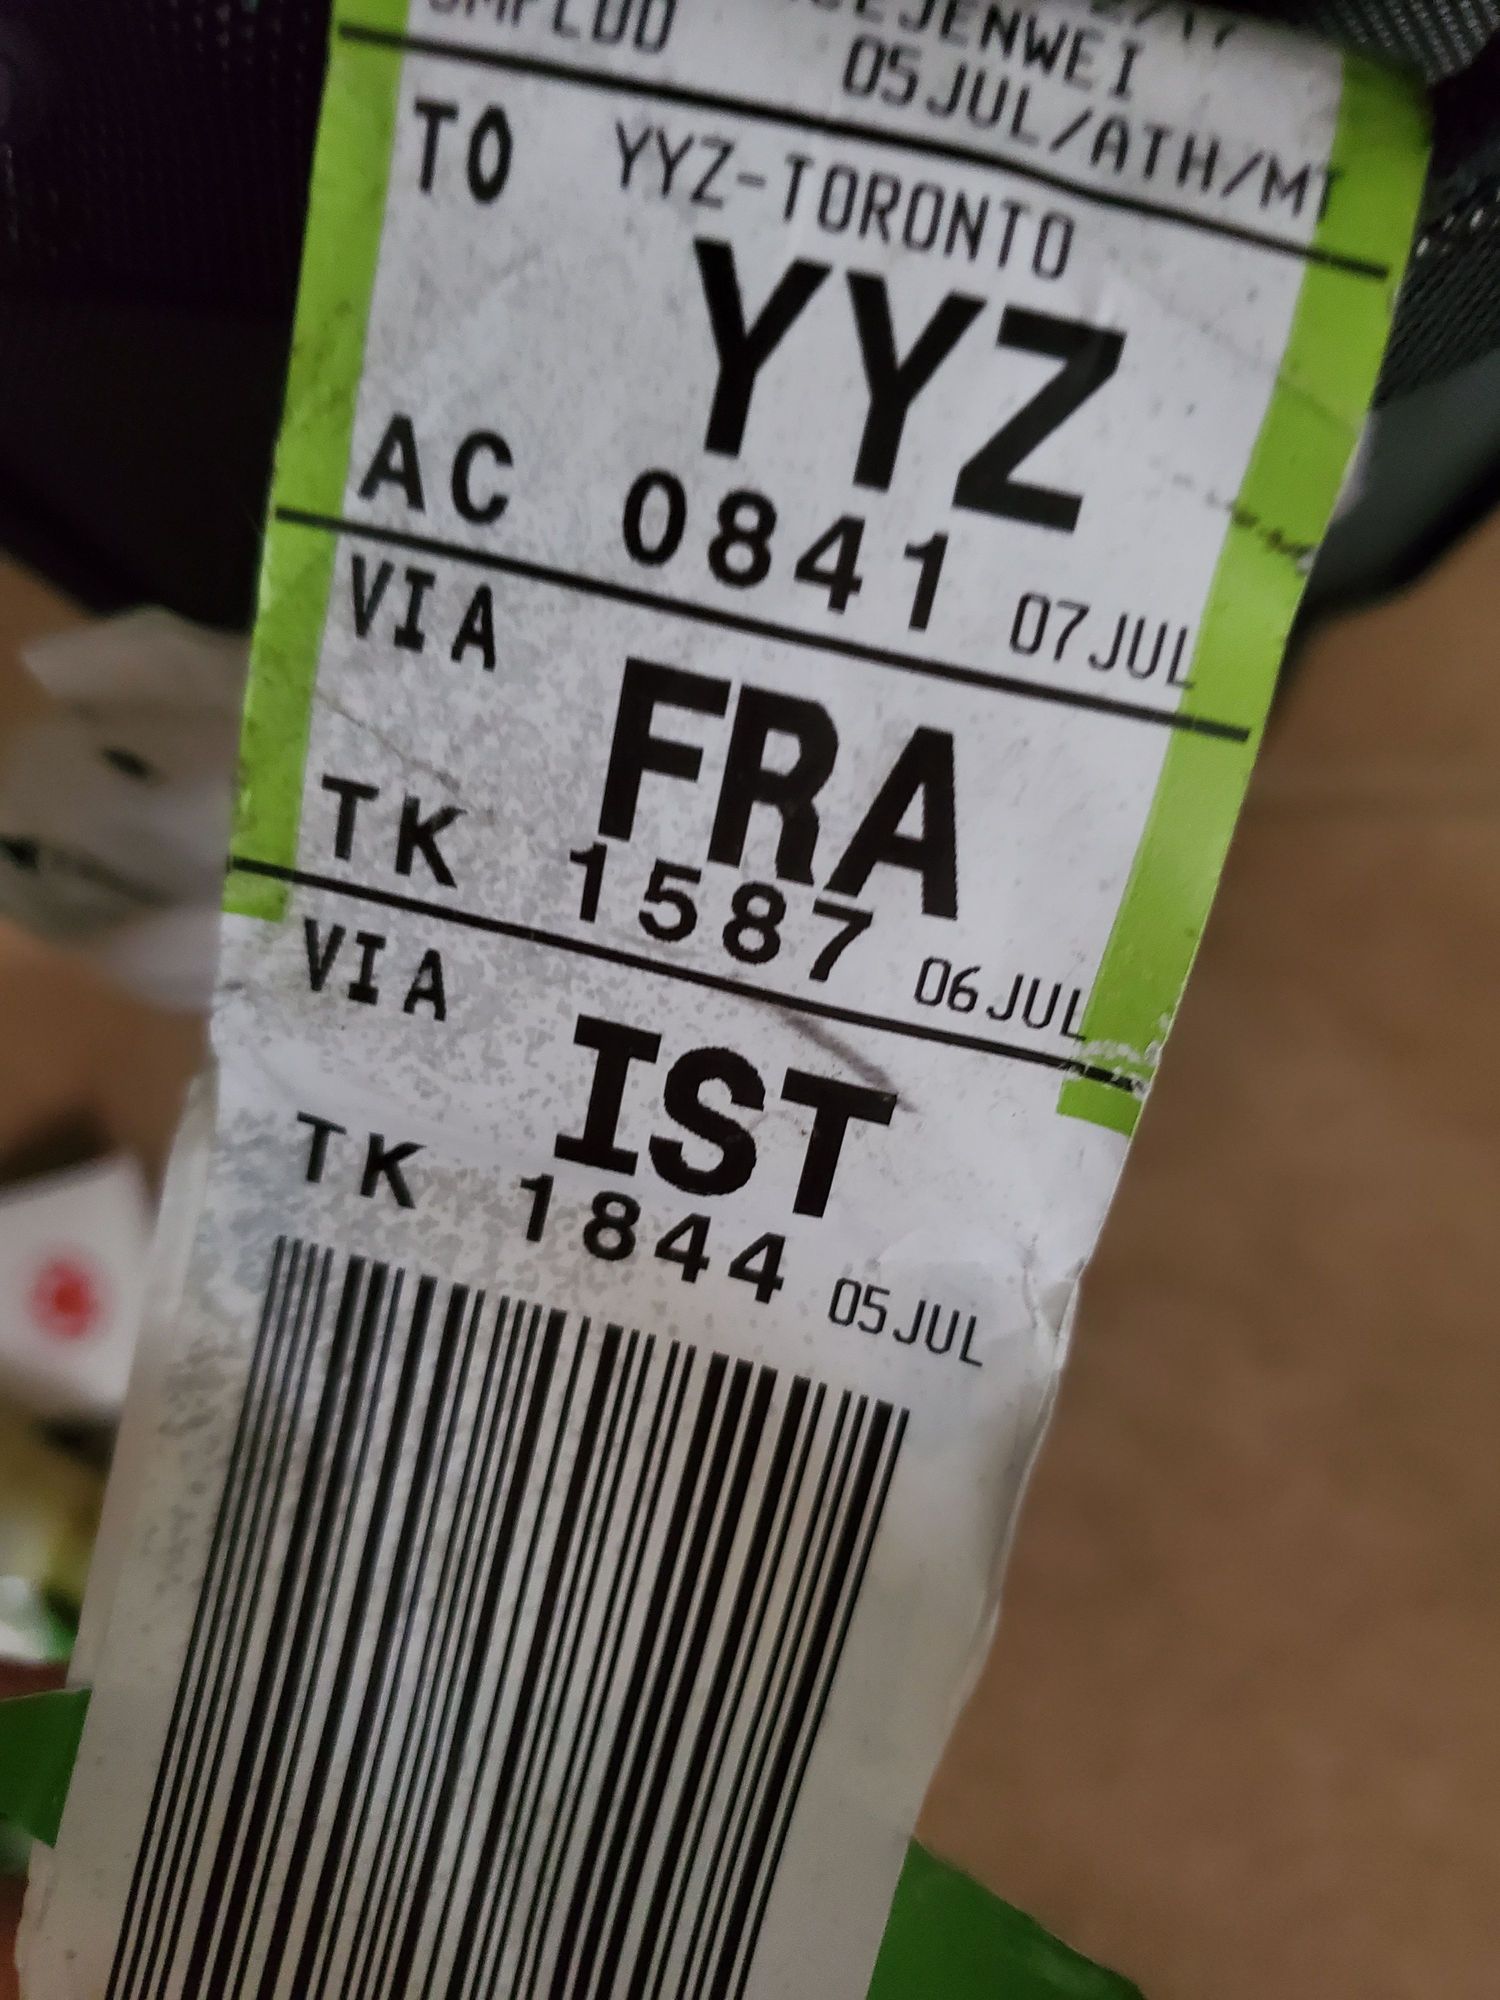 05JUL/ATH/MT
TO YYZ-TORONTO
YYZ
AC 0841 07JUL
VIA
FRA
TK 1587 06JUL
VIA
IST
TK 1844 05JUL